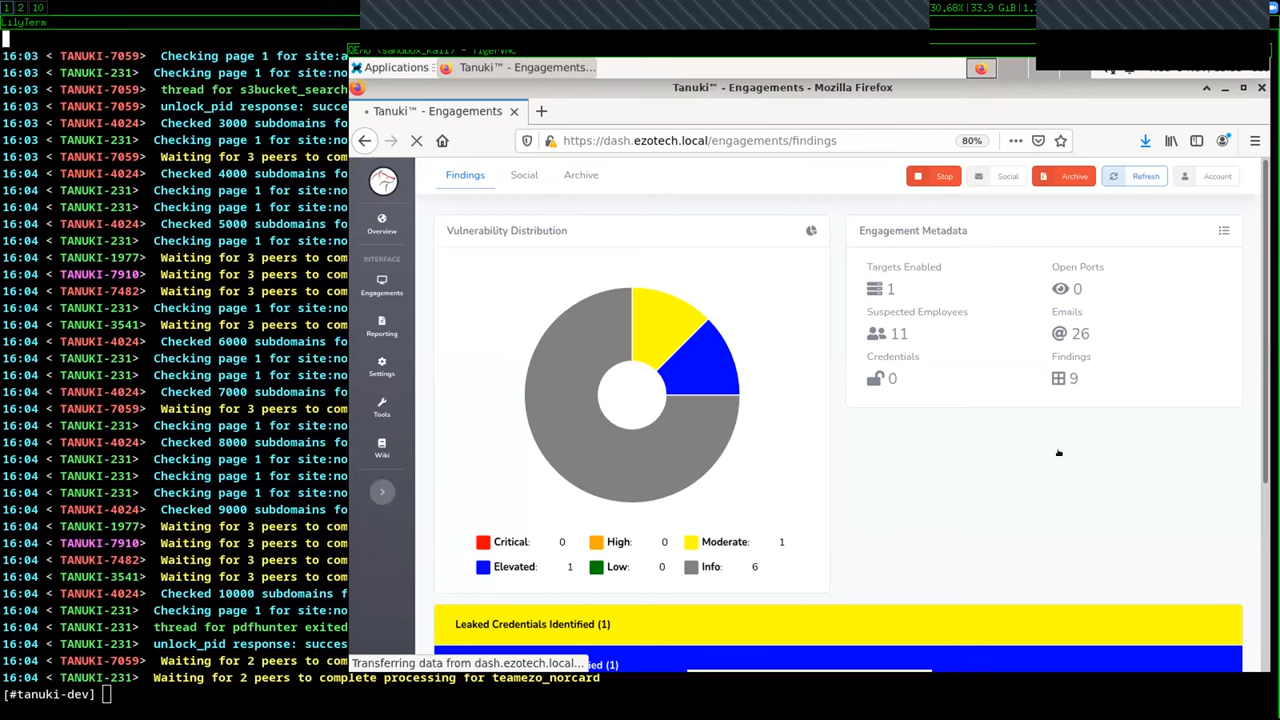 1 2 10
30.68%|33.9 GiB|1.
LilyTerm
16:03 < TANUKI-7059> Checking page 1 for site:a
16:03 < TANUKI-231> Checking page 1 for site:no
16:03 < TANUKI-7059> thread for s3bucket_search
16:03 < TANUKI-7059> unlock_pid response: succe
16:03 < TANUKI-4024> Checked 3000 subdomains fo
16:03 < TANUKI-231> Checking page 1 for site:no
16:03 < TANUKI-7059> Waiting for 3 peers to com
16:04 < TANUKI-4024> Checked 4000 subdomains fo
16:04 < TANUKI-231> Checking page 1 for site:no
16:04 < TANUKI-231> Checking page 1 for site:no
16:04 < TANUKI-4024> Checked 5000 subdomains fo
16:04 < TANUKI-231> Checking page 1 for site:no
16:04 < TANUKI-1977> Waiting for 3 peers to com
16:04 < TANUKI-7910> Waiting for 3 peers to com
16:04 < TANUKI-7482> Waiting for 3 peers to com
16:04 < TANUKI-231> Checking page 1 for site:no
16:04 < TANUKI-3541> Waiting for 3 peers to com
16:04 < TANUKI-4024> Checked 6000 subdomains fo
16:04 < TANUKI-231> Checking page 1 for site:no
16:04 < TANUKI-231> Checking page 1 for site:no
16:04 < TANUKI-4024> Checked 7000 subdomains fo
16:04 < TANUKI-7059> Waiting for 3 peers to com
16:04 < TANUKI-231> Checking page 1 for site:no
16:04 < TANUKI-4024> Checked 8000 subdomains fo
16:04 < TANUKI-231> Checking page 1 for site:no
16:04 < TANUKI-231> Checking page 1 for site:no
16:04 < TANUKI-231> Checking page 1 for site:no
16:04 < TANUKI-4024> Checked 9000 subdomains fo
16:04 < TANUKI-1977> Waiting for 3 peers to com
16:04 < TANUKI-7910> Waiting for 3 peers to com
16:04 < TANUKI-7482> Waiting for 3 peers to com
16:04 < TANUKI-3541> Waiting for 3 peers to com
16:04 < TANUKI-4024> Checked 10000 subdomains f
16:04 < TANUKI-231> Checking page 1 for site:no
16:04 < TANUKI-231> thread for pdfhunter exited
16:04 < TANUKI-231> unlock_pid response: succes
16:04 < TANUKI-7059> Waiting for 2 peers to com
16:04 < TANUKI-231> Waiting for 2 peers to complete processing for teamezo_norcard
[#tanuki-dev]
Applications
Tanuki™ - Engagements...
Tanuki™ - Engagements - Mozilla Firefox
Tanuki™ - Engagements
https://dash.ezotech.local/engagements/findings
80%
Findings Social Archive
Stop Social Archive Refresh Account
Overview
INTERFACE
Engagements
Reporting
Settings
Tools
Wiki
Vulnerability Distribution
Critical: 0 High: 0 Moderate: 1
Elevated: 1 Low: 0 Info: 6
Engagement Metadata
Targets Enabled Open Ports
1 0
Suspected Employees Emails
11 26
Credentials Findings
0 9
Leaked Credentials Identified (1)
ied (1)
Transferring data from dash.ezotech.local...